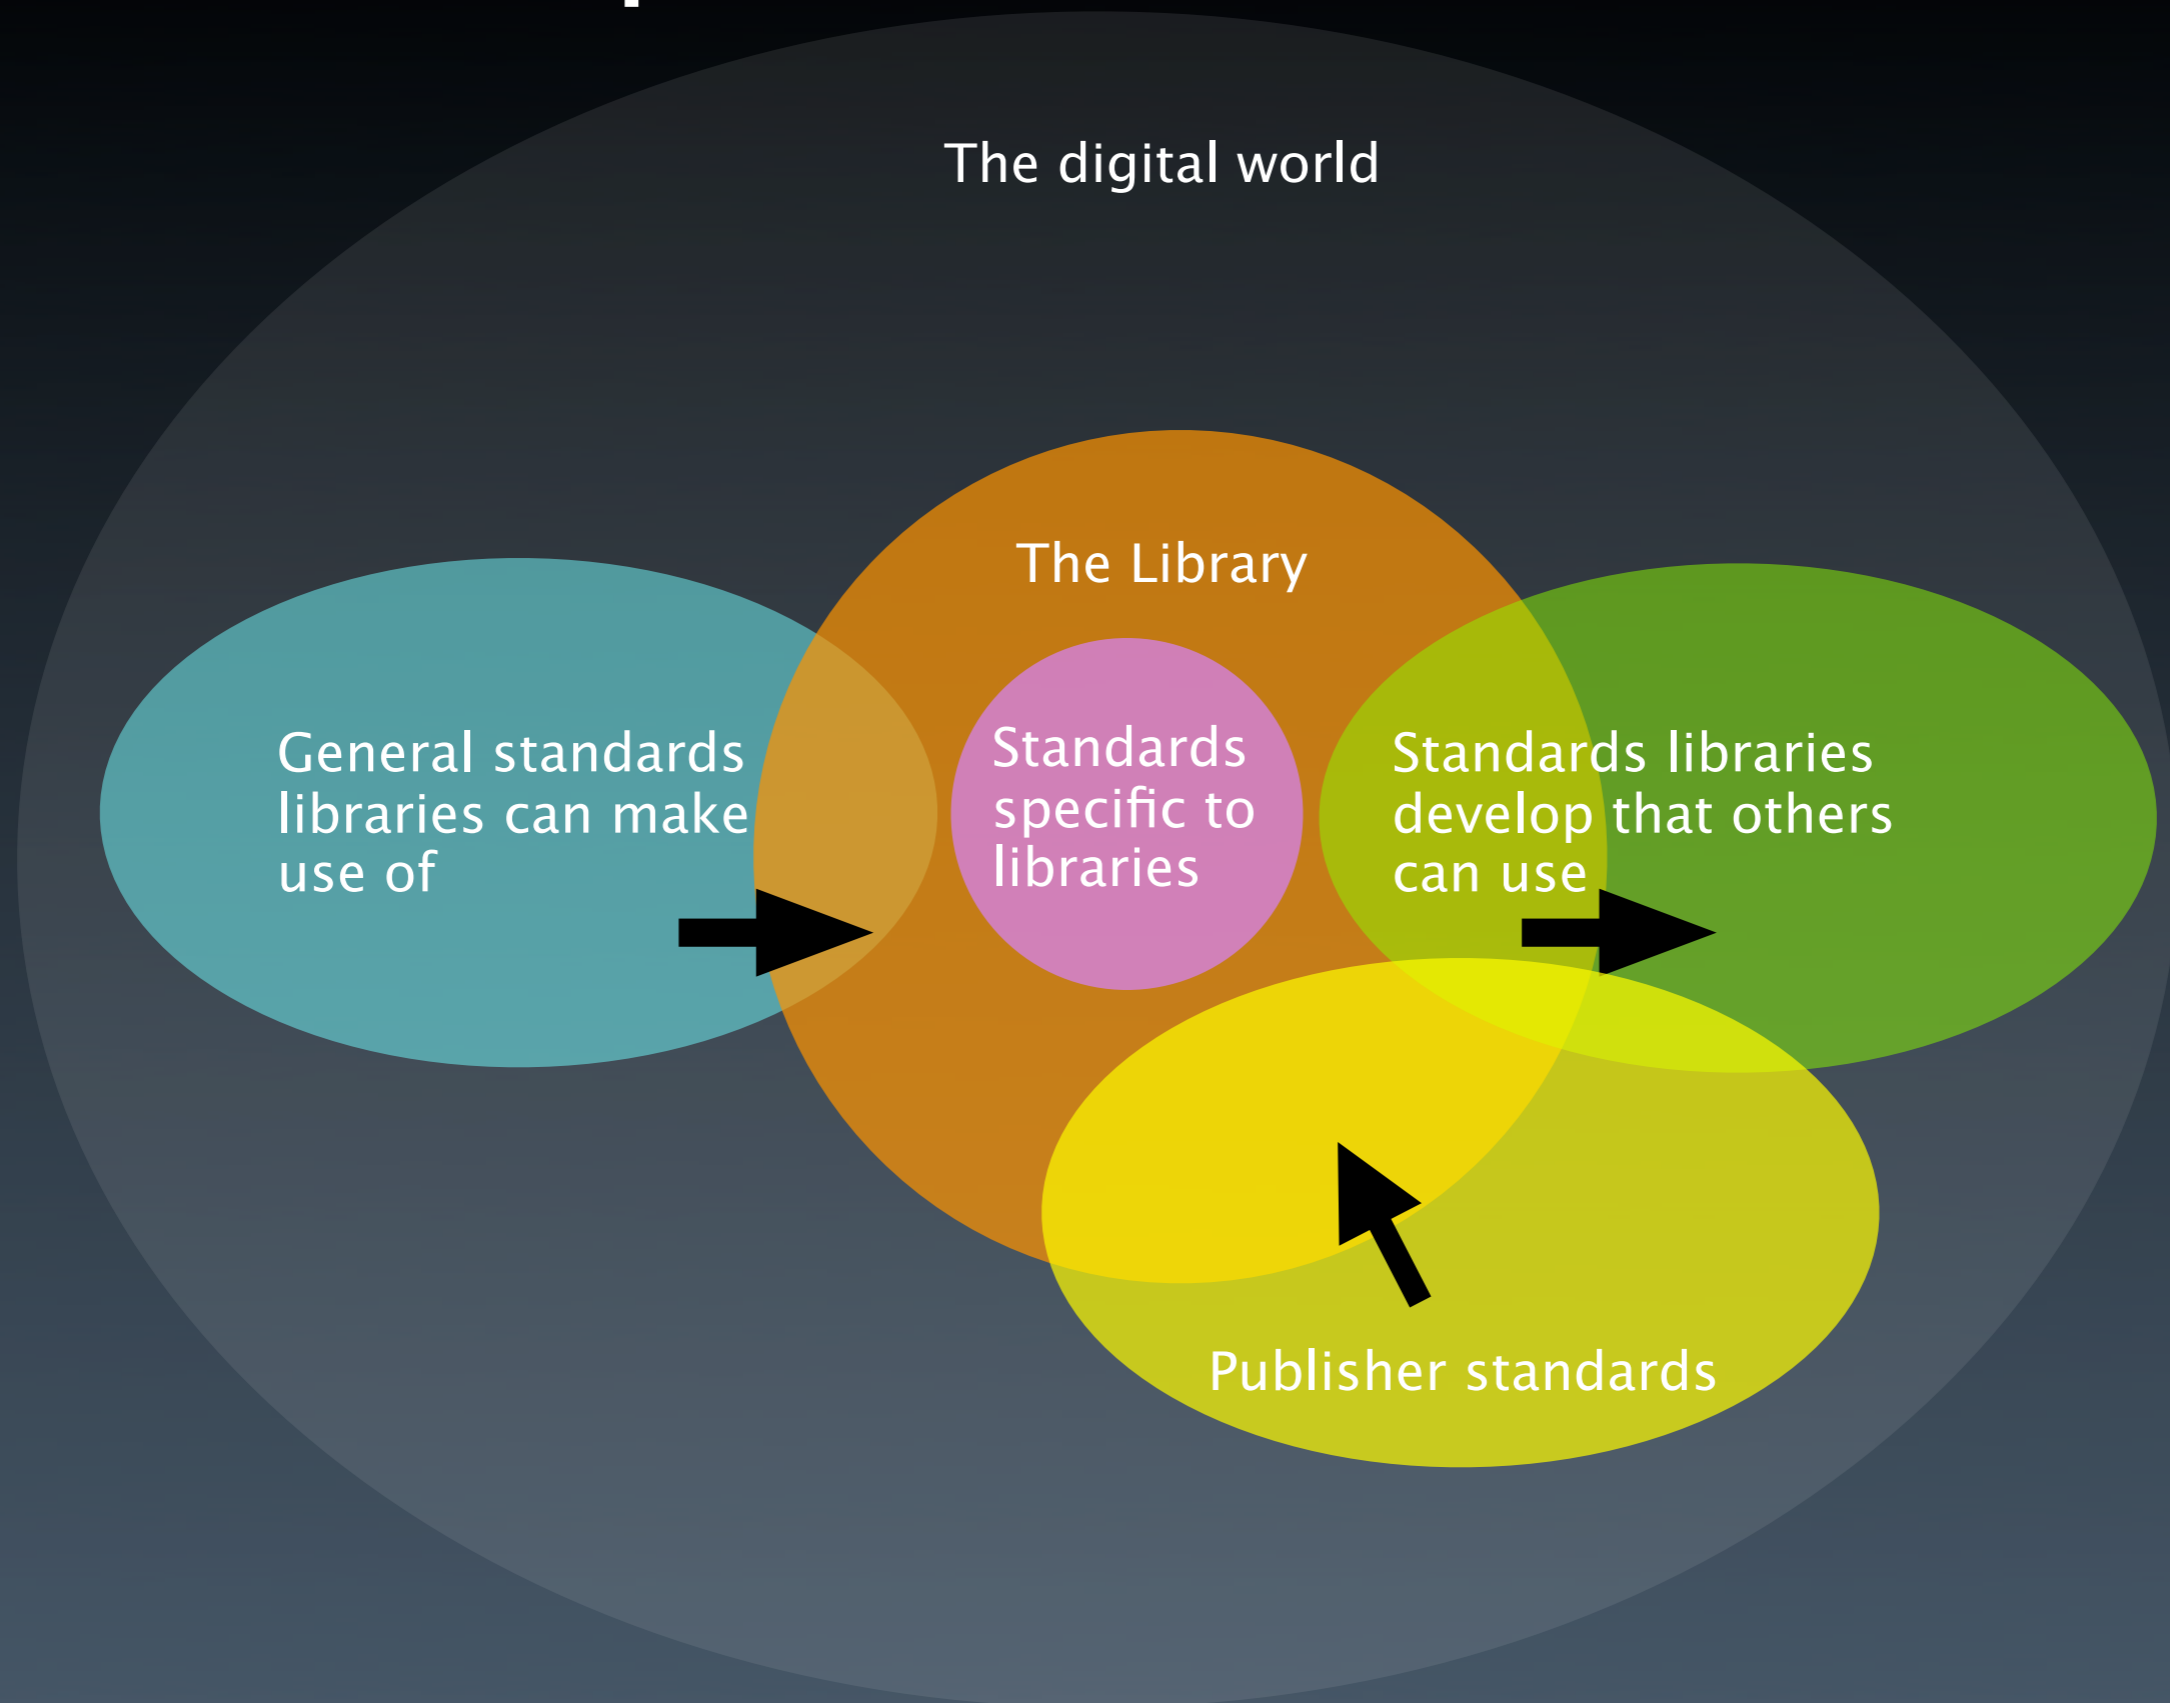 The digital world
The Library
General standards
libraries can make
use of
Standards
specific to
libraries
Standards libraries
develop that others
can use
Publisher standards